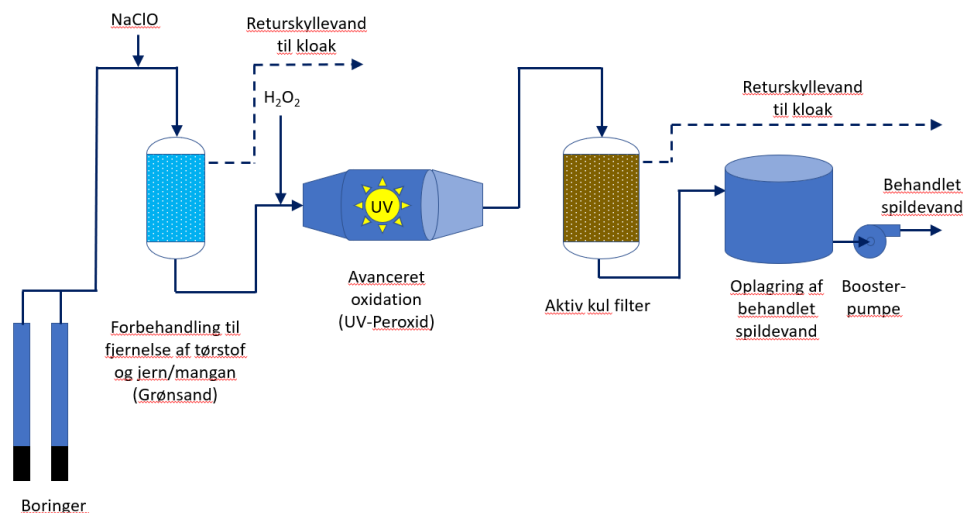 NaClO
Returskyllevand
til kloak
H₂O₂
UV
Avanceret
oxidation
(UV-Peroxid)
Forbehandling til
fjernelse af tørstof
og jern/mangan
(Grønsand)
Boringer
Aktiv kul filter
Returskyllevand
til kloak
Behandlet
spildevand
Oplagring af
behandlet
spildevand
Booster-
pumpe